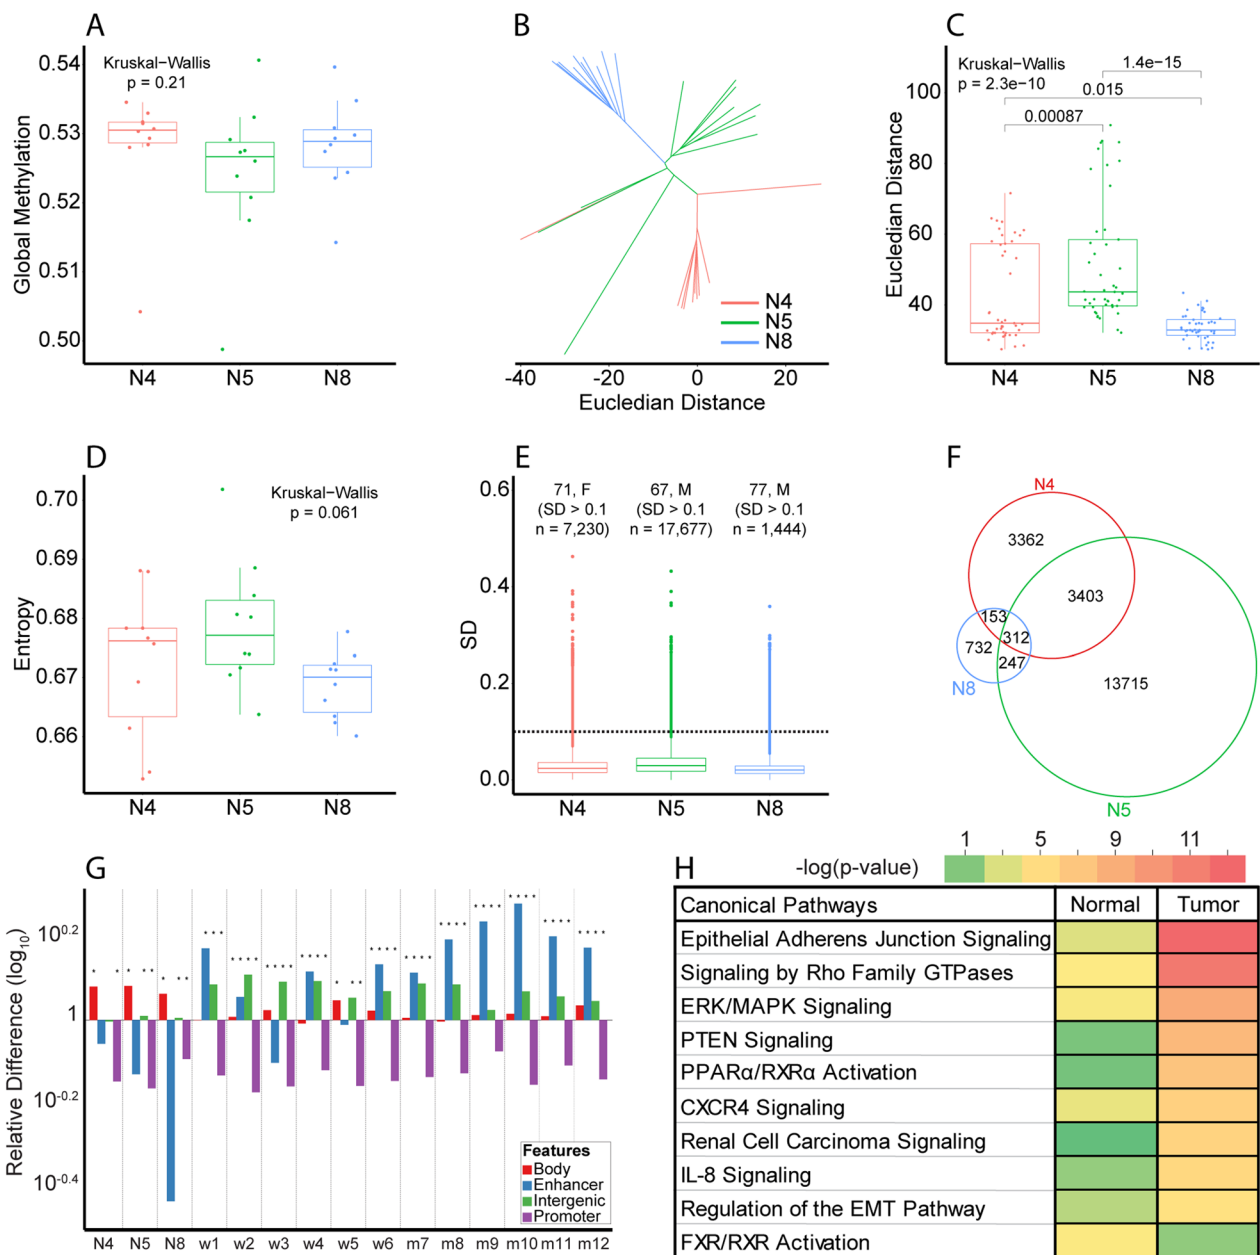 A
Kruskal−Wallis
p = 0.21
Global Methylation
0.54
0.53
0.52
0.51
0.50
N4 N5 N8
B
N4
N5
N8
-40 -20 0 20
Eucledian Distance
C
Kruskal−Wallis
p = 2.3e−10
1.4e−15
0.015
0.00087
Eucledian Distance
100
80
60
40
N4 N5 N8
D
Kruskal−Wallis
p = 0.061
Entropy
0.70
0.69
0.68
0.67
0.66
N4 N5 N8
E
71, F 67, M 77, M
(SD > 0.1 (SD > 0.1 (SD > 0.1
n = 7,230) n = 17,677) n = 1,444)
SD
0.6
0.4
0.2
0.0
N4 N5 N8
F
N4
3362
3403
153
312
732
247
N8
13715
N5
G
Relative Difference (log10)
10^0.2
1
10^-0.2
10^-0.4
Features
Body
Enhancer
Intergenic
Promoter
N4 N5 N8 w1 w2 w3 w4 w5 w6 m7 m8 m9 m10 m11 m12
H
-log(p-value)
1 5 9 11
Canonical Pathways Normal Tumor
Epithelial Adherens Junction Signaling
Signaling by Rho Family GTPases
ERK/MAPK Signaling
PTEN Signaling
PPARα/RXRα Activation
CXCR4 Signaling
Renal Cell Carcinoma Signaling
IL-8 Signaling
Regulation of the EMT Pathway
FXR/RXR Activation